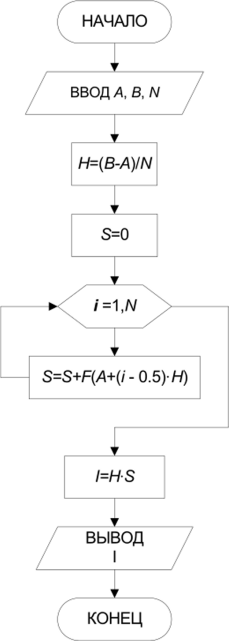 НАЧАЛО
ВВОД A, B, N
H=(B-A)/N
S=0
i =1,N
S=S+F(A+(i - 0.5)·H)
I=H·S
ВЫВОД
I
КОНЕЦ